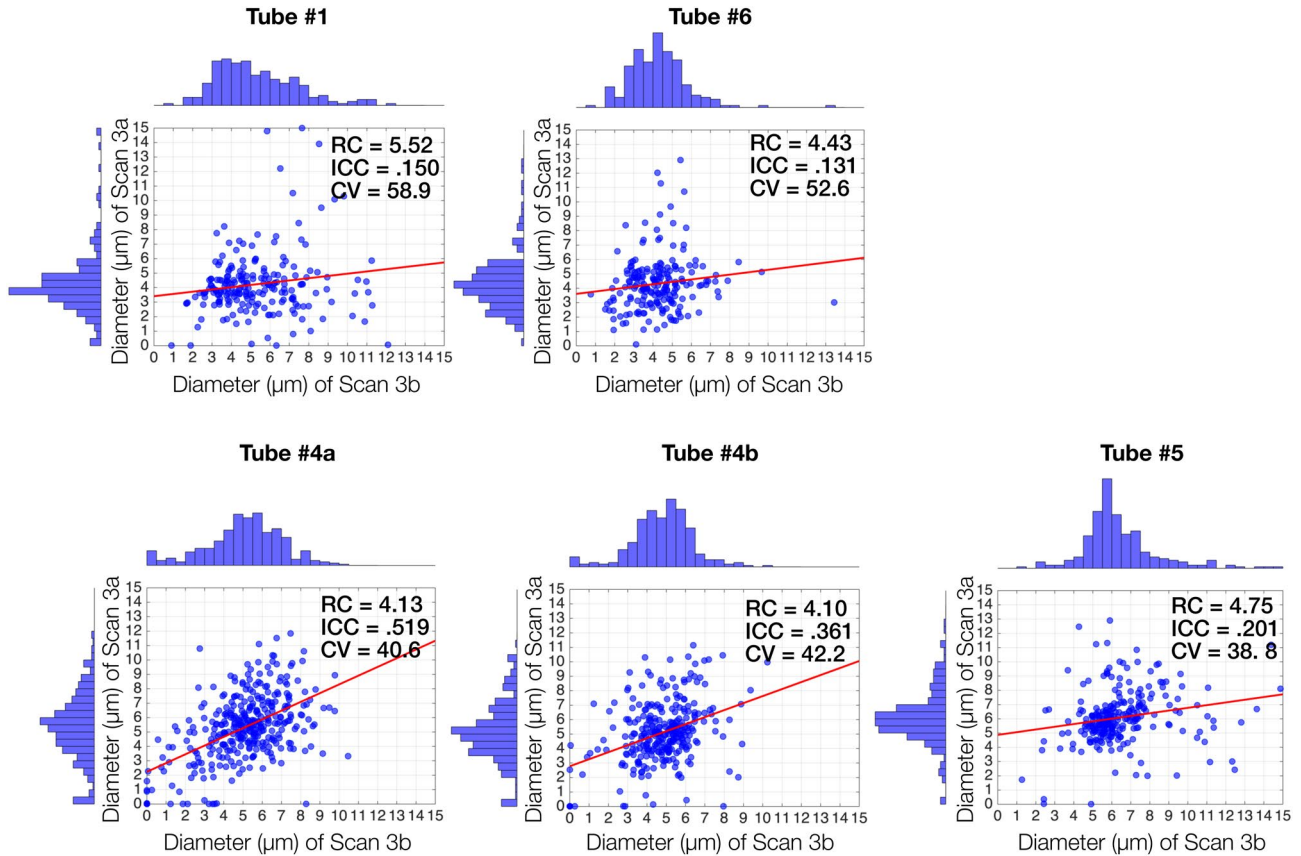 Tube #1
Tube #6
Diameter (µm) of Scan 3a
15
14
13
12
11
10
9
8
7
6
5
4
3
2
1
0
RC = 5.52
ICC = .150
CV = 58.9
0 1 2 3 4 5 6 7 8 9 10 11 12 13 14 15
Diameter (µm) of Scan 3b
Diameter (µm) of Scan 3a
15
14
13
12
11
10
9
8
7
6
5
4
3
2
1
0
RC = 4.43
ICC = .131
CV = 52.6
0 1 2 3 4 5 6 7 8 9 10 11 12 13 14 15
Diameter (µm) of Scan 3b
Tube #4a
Tube #4b
Tube #5
Diameter (µm) of Scan 3a
15
14
13
12
11
10
9
8
7
6
5
4
3
2
1
0
RC = 4.13
ICC = .519
CV = 40.6
0 1 2 3 4 5 6 7 8 9 10 11 12 13 14 15
Diameter (µm) of Scan 3b
Diameter (µm) of Scan 3a
15
14
13
12
11
10
9
8
7
6
5
4
3
2
1
0
RC = 4.10
ICC = .361
CV = 42.2
0 1 2 3 4 5 6 7 8 9 10 11 12 13 14 15
Diameter (µm) of Scan 3b
Diameter (µm) of Scan 3a
15
14
13
12
11
10
9
8
7
6
5
4
3
2
1
0
RC = 4.75
ICC = .201
CV = 38. 8
0 1 2 3 4 5 6 7 8 9 10 11 12 13 14 15
Diameter (µm) of Scan 3b